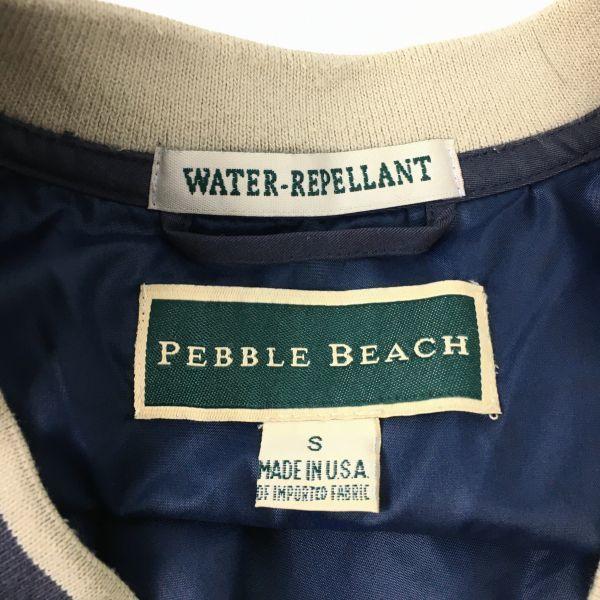 WATER-REPELLANT
PEBBLE BEACH
S
MADE IN U.S.A.
OF IMPORTED FABRIC